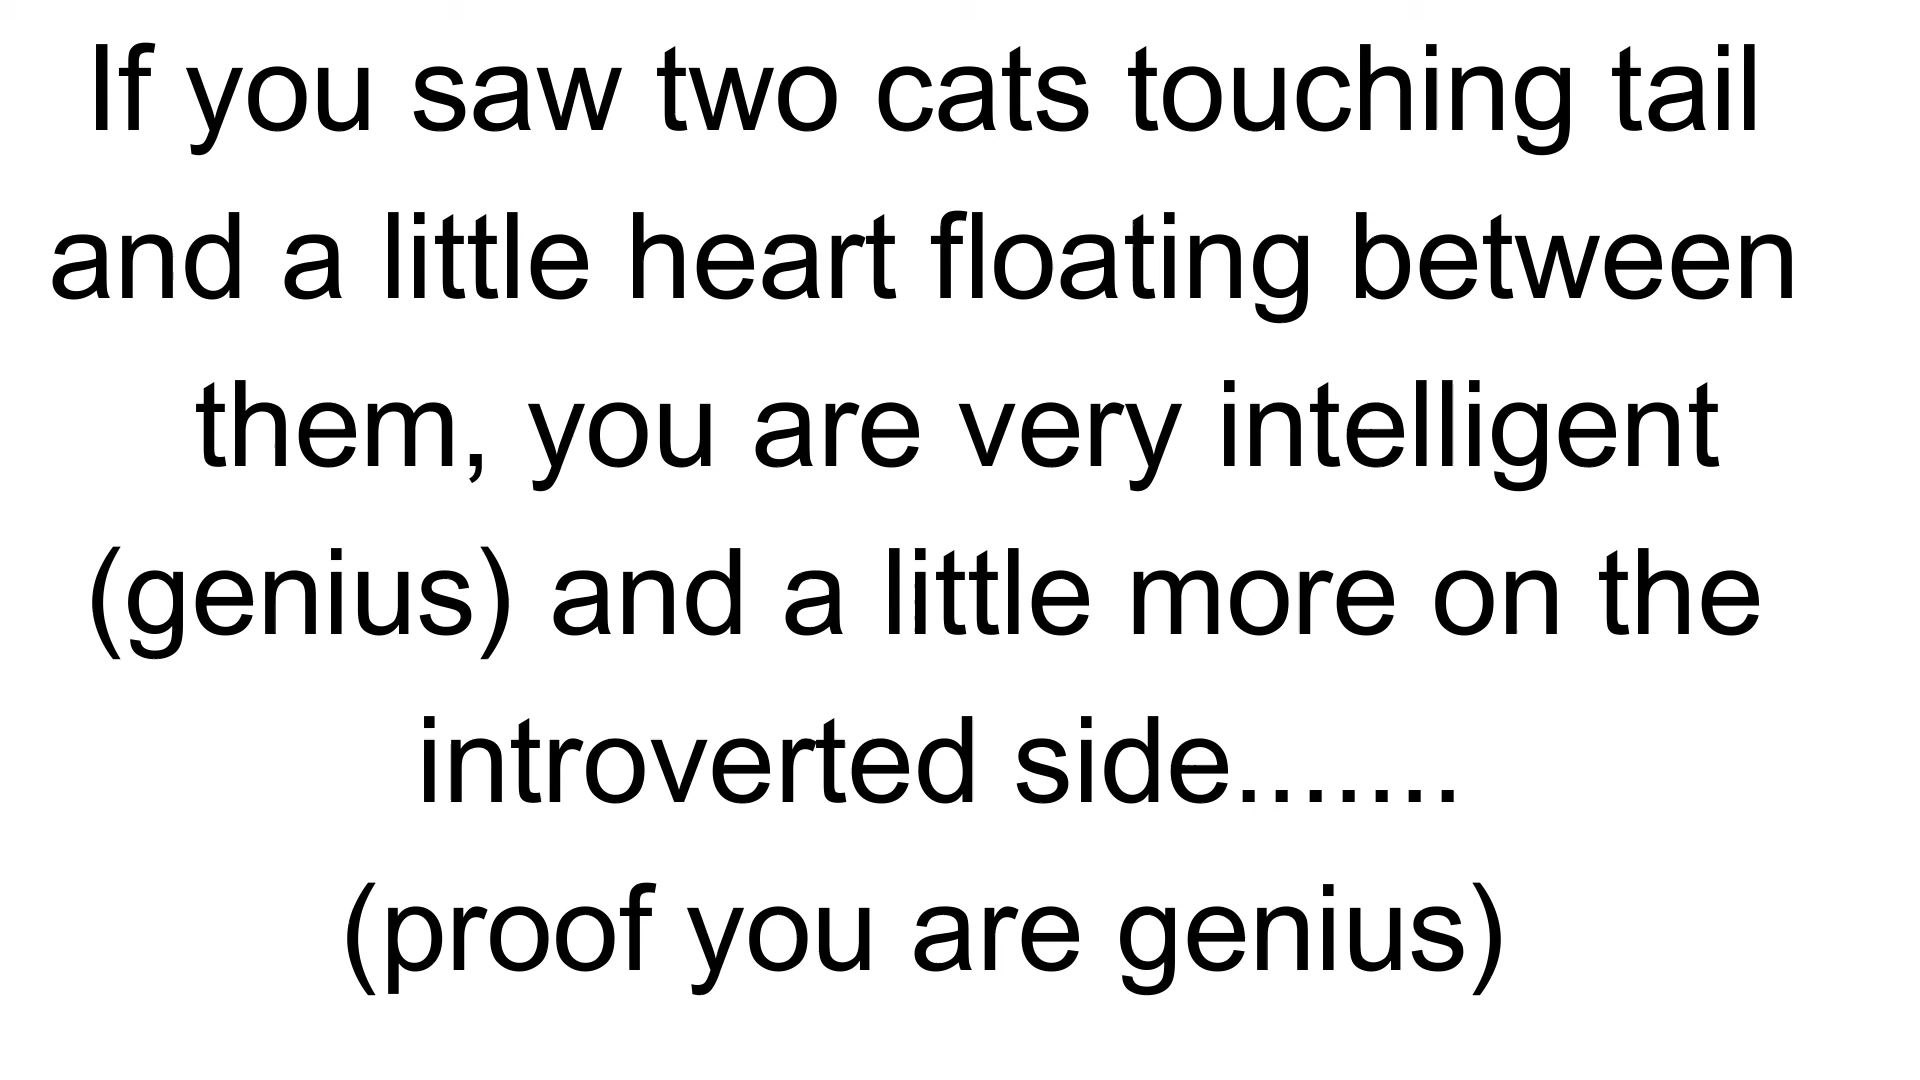 If you saw two cats touching tail
and a little heart floating between
them, you are very intelligent
(genius) and a little more on the
introverted side.......
(proof you are genius)